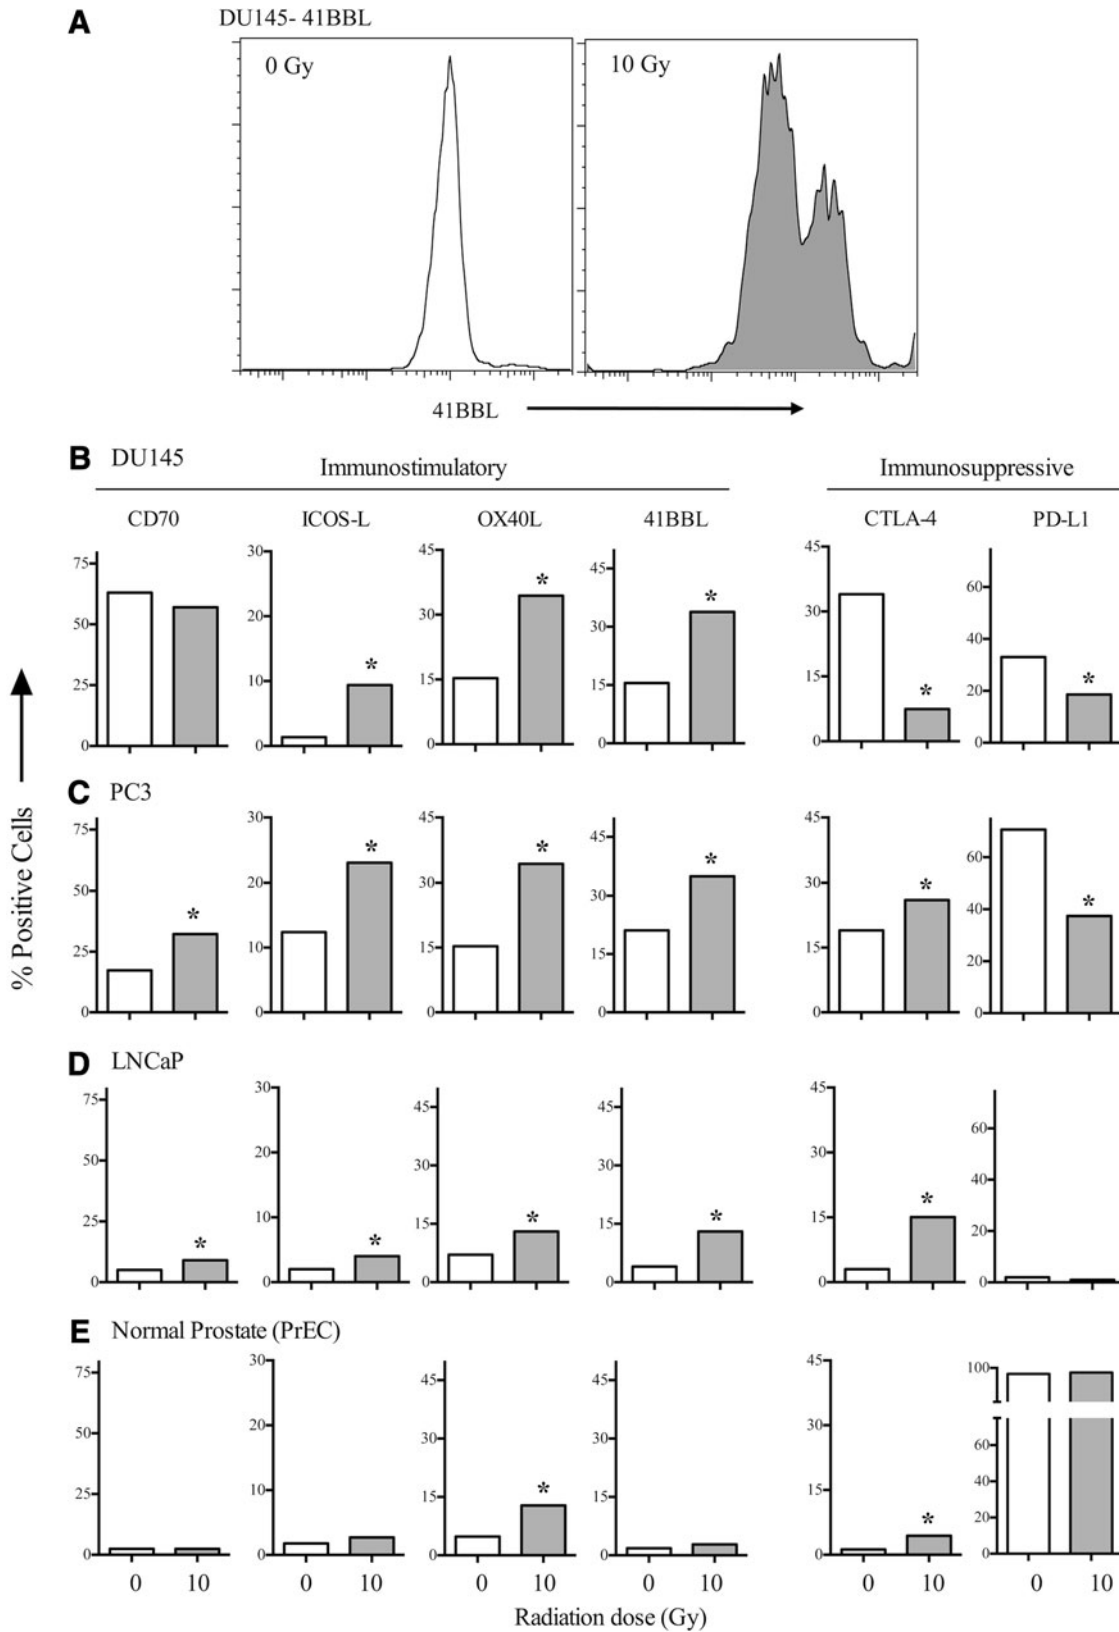 A
DU145- 41BBL
0 Gy
10 Gy
41BBL
B DU145
Immunostimulatory Immunosuppressive
CD70 ICOS-L OX40L 41BBL CTLA-4 PD-L1
75 50 25 0
30 20 10 0 *
45 30 15 0 *
45 30 15 0 *
45 30 15 0 *
60 40 20 0 *
% Positive Cells
C PC3
75 50 25 0 *
30 20 10 0 *
45 30 15 0 *
45 30 15 0 *
45 30 15 0 *
60 40 20 0 *
D LNCaP
75 50 25 0 *
30 20 10 0 *
45 30 15 0 *
45 30 15 0 *
45 30 15 0 *
60 40 20 0
E Normal Prostate (PrEC)
75 50 25 0
30 20 10 0
45 30 15 0 *
45 30 15 0
45 30 15 0 *
100 60 40 20 0
0 10 0 10 0 10 0 10 0 10 0 10
Radiation dose (Gy)